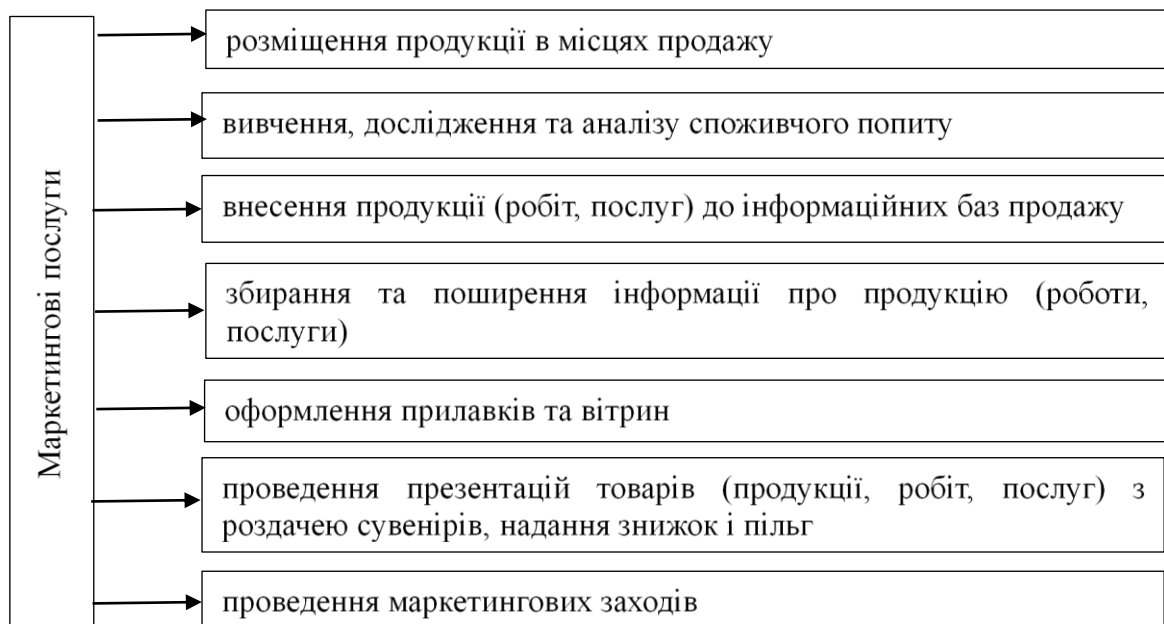 Маркетингові послуги
розміщення продукції в місцях продажу
вивчення, дослідження та аналізу споживчого попиту
внесення продукції (робіт, послуг) до інформаційних баз продажу
збирання та поширення інформації про продукцію (роботи,
послуги)
оформлення прилавків та вітрин
проведення презентацій товарів (продукції, робіт, послуг) з
роздачею сувенірів, надання знижок і пільг
проведення маркетингових заходів